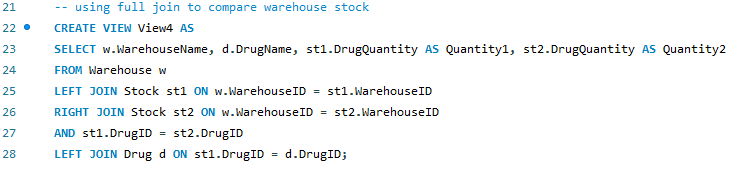 21 -- using full join to compare warehouse stock
22 CREATE VIEW View4 AS
23 SELECT w.WarehouseName, d.DrugName, st1.DrugQuantity AS Quantity1, st2.DrugQuantity AS Quantity2
24 FROM Warehouse w
25 LEFT JOIN Stock st1 ON w.WarehouseID = st1.WarehouseID
26 RIGHT JOIN Stock st2 ON w.WarehouseID = st2.WarehouseID
27 AND st1.DrugID = st2.DrugID
28 LEFT JOIN Drug d ON st1.DrugID = d.DrugID;